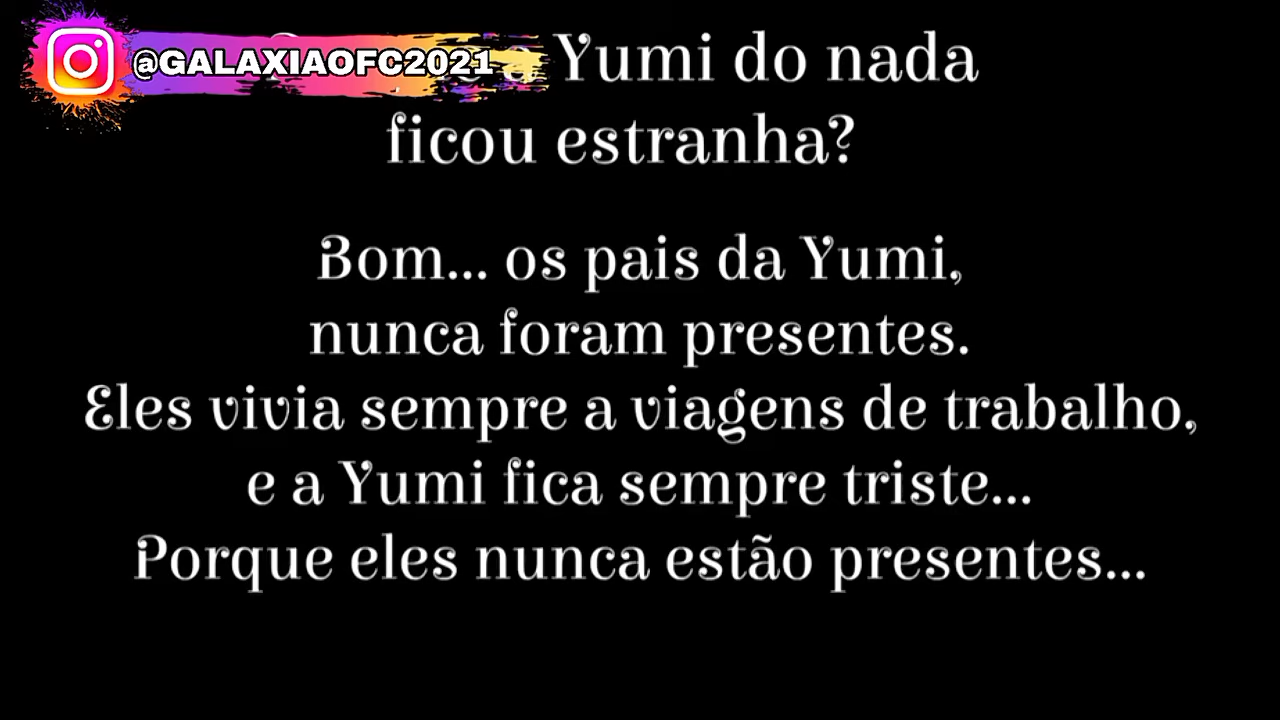 @GALAXIAOFC2021
a Yumi do nada
ficou estranha?
Bom... os pais da Yumi,
nunca foram presentes.
Eles vivia sempre a viagens de trabalho,
e a Yumi fica sempre triste...
Porque eles nunca estão presentes...